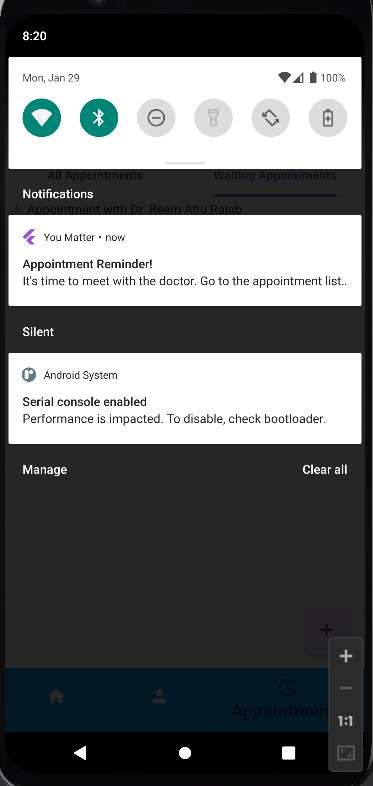 8:20
Mon, Jan 29
100%
All Appointments
Waiting Appointments
Notifications
Appointment with Dr. Reem Abu Rajab
You Matter • now
Appointment Reminder!
It's time to meet with the doctor. Go to the appointment list..
Silent
Android System
Serial console enabled
Performance is impacted. To disable, check bootloader.
Manage
Clear all
+
+
−
1:1